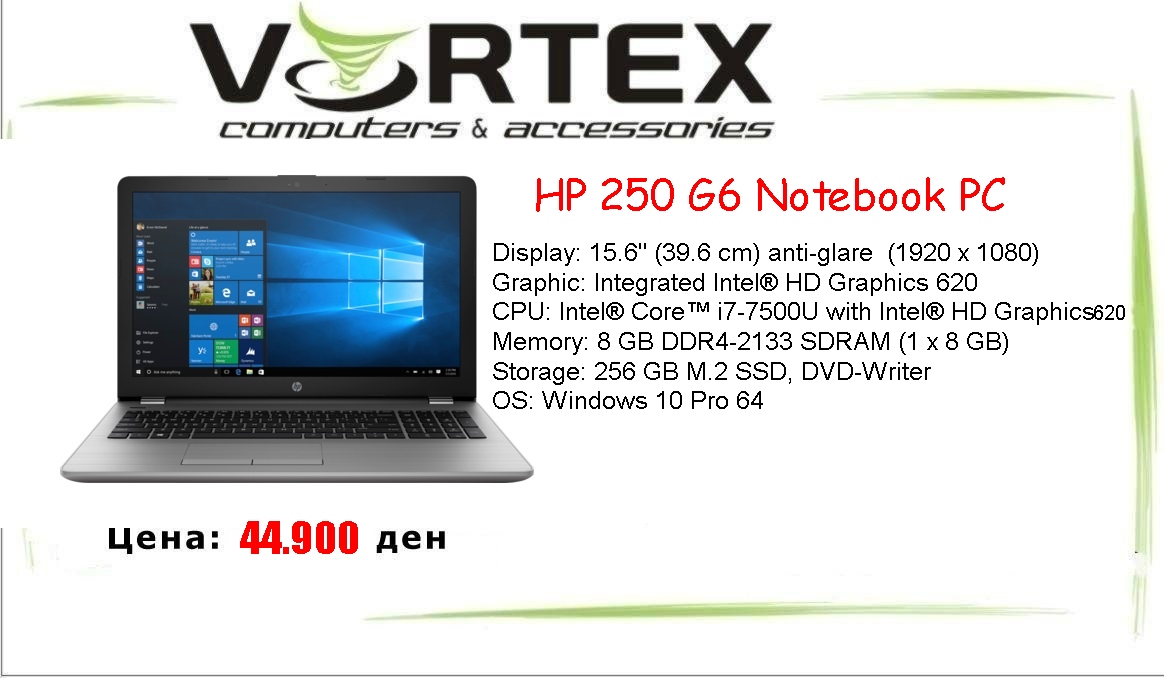 VORTEX
computers & accessories
HP 250 G6 Notebook PC
Display: 15.6" (39.6 cm) anti-glare (1920 x 1080)
Graphic: Integrated Intel® HD Graphics 620
CPU: Intel® Core™ i7-7500U with Intel® HD Graphics620
Memory: 8 GB DDR4-2133 SDRAM (1 x 8 GB)
Storage: 256 GB M.2 SSD, DVD-Writer
OS: Windows 10 Pro 64
Цена: 44.900 ден